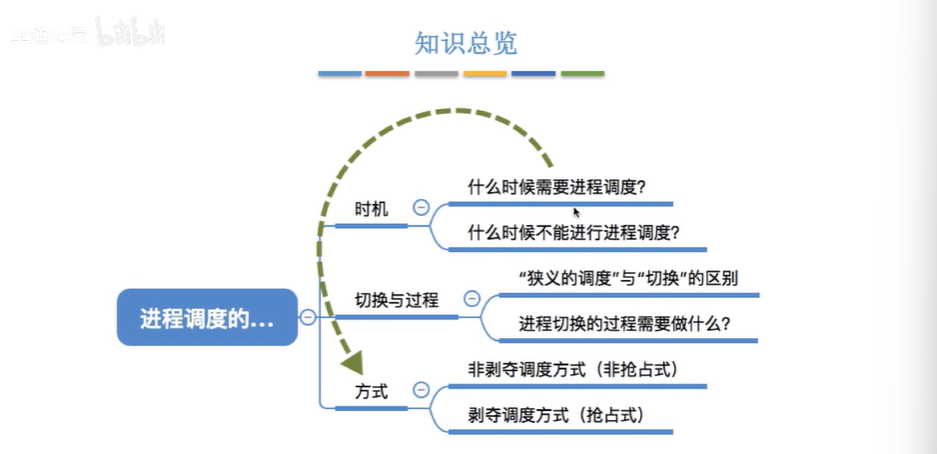 bilibili
知识总览
什么时候需要进程调度?
时机
什么时候不能进行进程调度?
“狭义的调度”与“切换”的区别
切换与过程
进程调度的...
进程切换的过程需要做什么?
非剥夺调度方式（非抢占式）
方式
剥夺调度方式（抢占式）